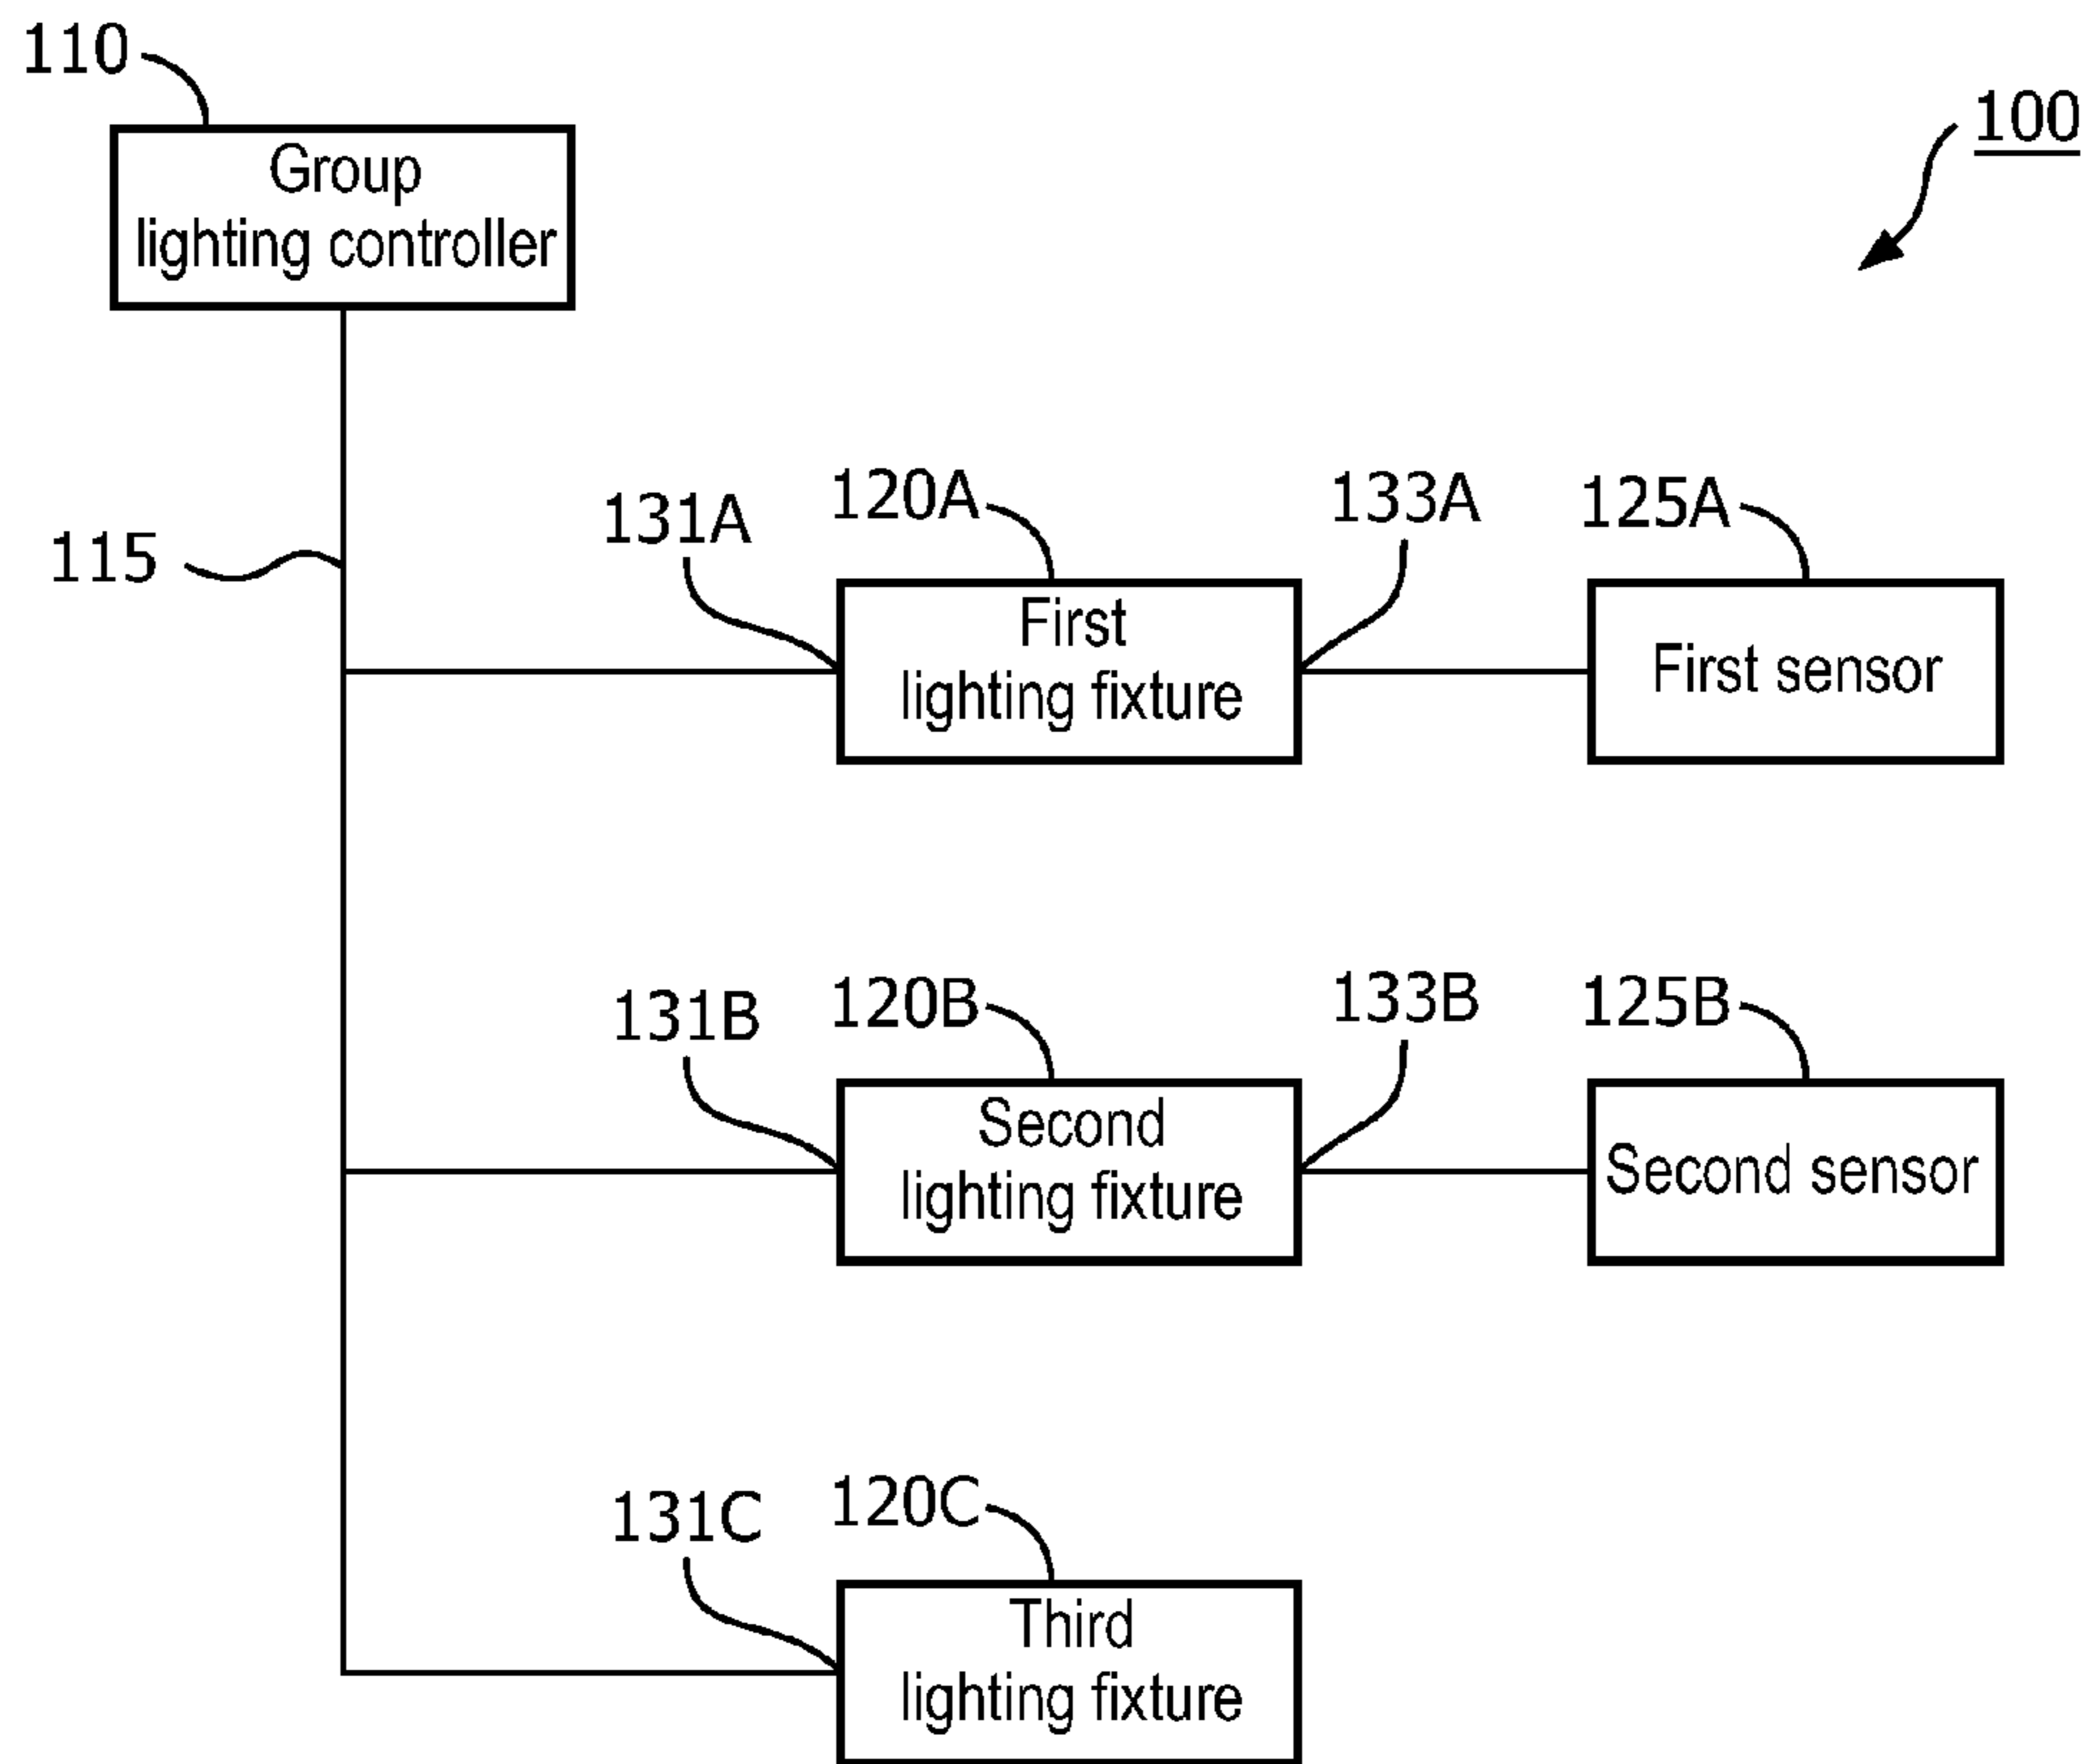 110
100
Group
lighting controller
115
131A
120A
133A
125A
First
lighting fixture
First sensor
131B
120B
133B
125B
Second
lighting fixture
Second sensor
131C
120C
Third
lighting fixture